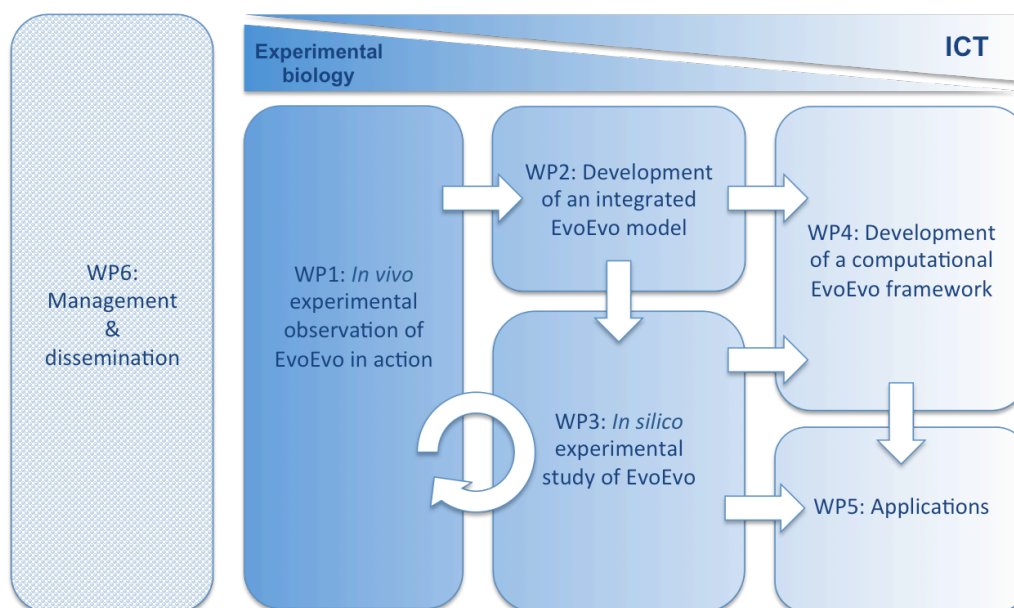 Experimental
biology
ICT
WP6:
Management
&
dissemination
WP1: In vivo
experimental
observation of
EvoEvo in action
WP2: Development
of an integrated
EvoEvo model
WP3: In silico
experimental
study of EvoEvo
WP4: Development
of a computational
EvoEvo framework
WP5: Applications